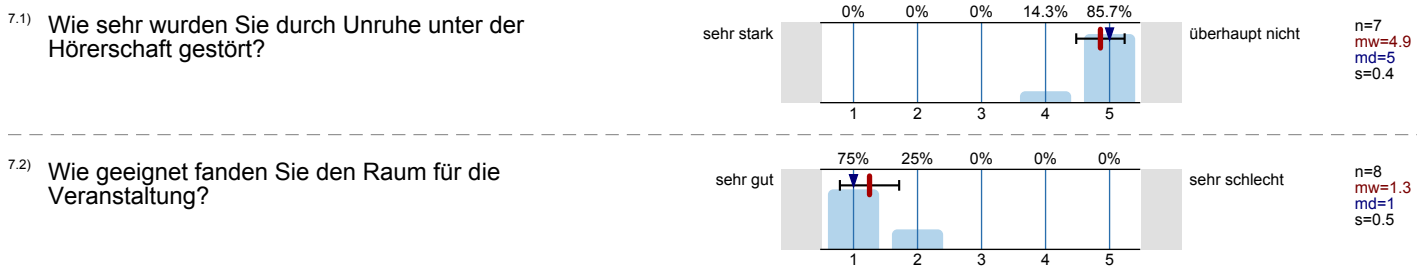 7.1) Wie sehr wurden Sie durch Unruhe unter der
Hörerschaft gestört?
sehr stark
0% 0% 0% 14.3% 85.7%
1 2 3 4 5
überhaupt nicht
n=7
mw=4.9
md=5
s=0.4
7.2) Wie geeignet fanden Sie den Raum für die
Veranstaltung?
sehr gut
75% 25% 0% 0% 0%
1 2 3 4 5
sehr schlecht
n=8
mw=1.3
md=1
s=0.5